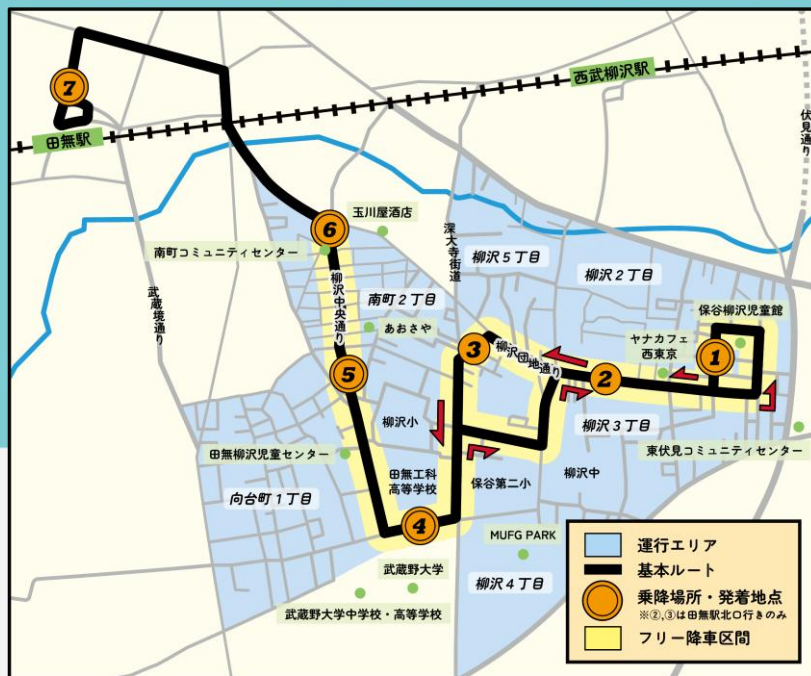 西武柳沢駅
7
田無駅
伏見通り
玉川屋酒店
6
南町コミュニティセンター
深大寺街道
柳沢5丁目
柳沢2丁目
武蔵境通り
柳沢中央通り
南町2丁目
保谷柳沢児童館
あおさや
3
柳沢団地通り
ヤナカフェ
西東京
1
5
2
柳沢小
柳沢3丁目
東伏見コミュニティセンター
田無柳沢児童センター
田無工科
高等学校
保谷第二小
柳沢中
向台町1丁目
4
MUFG PARK
武蔵野大学
柳沢4丁目
武蔵野大学中学校・高等学校
運行エリア
基本ルート
乗降場所・発着地点
※②,③は田無駅北口行きのみ
フリー降車区間